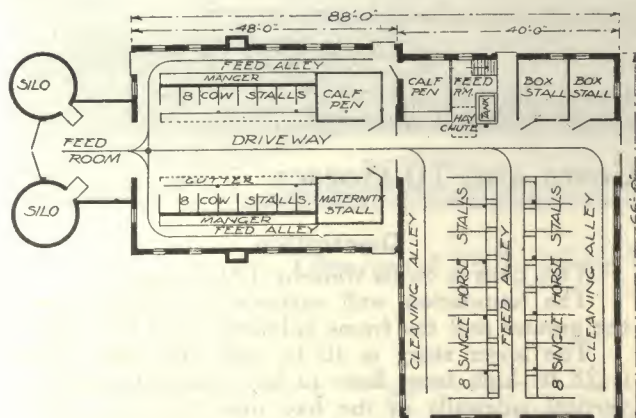 88'-0"
48'-0"
40'-0"
SILO
FEED ALLEY
MANGER
8 COW STALLS
CALF PEN
CALF PEN
FEED RM.
TANK
HAY CHUTE
BOX STALL
BOX STALL
FEED ROOM
DRIVEWAY
SILO
GUTTER
8 COW STALLS.
MANGER
FEED ALLEY
MATERNITY STALL
CLEANING ALLEY
8 SINGLE HORSE STALLS
FEED ALLEY
8 SINGLE HORSE STALLS
CLEANING ALLEY